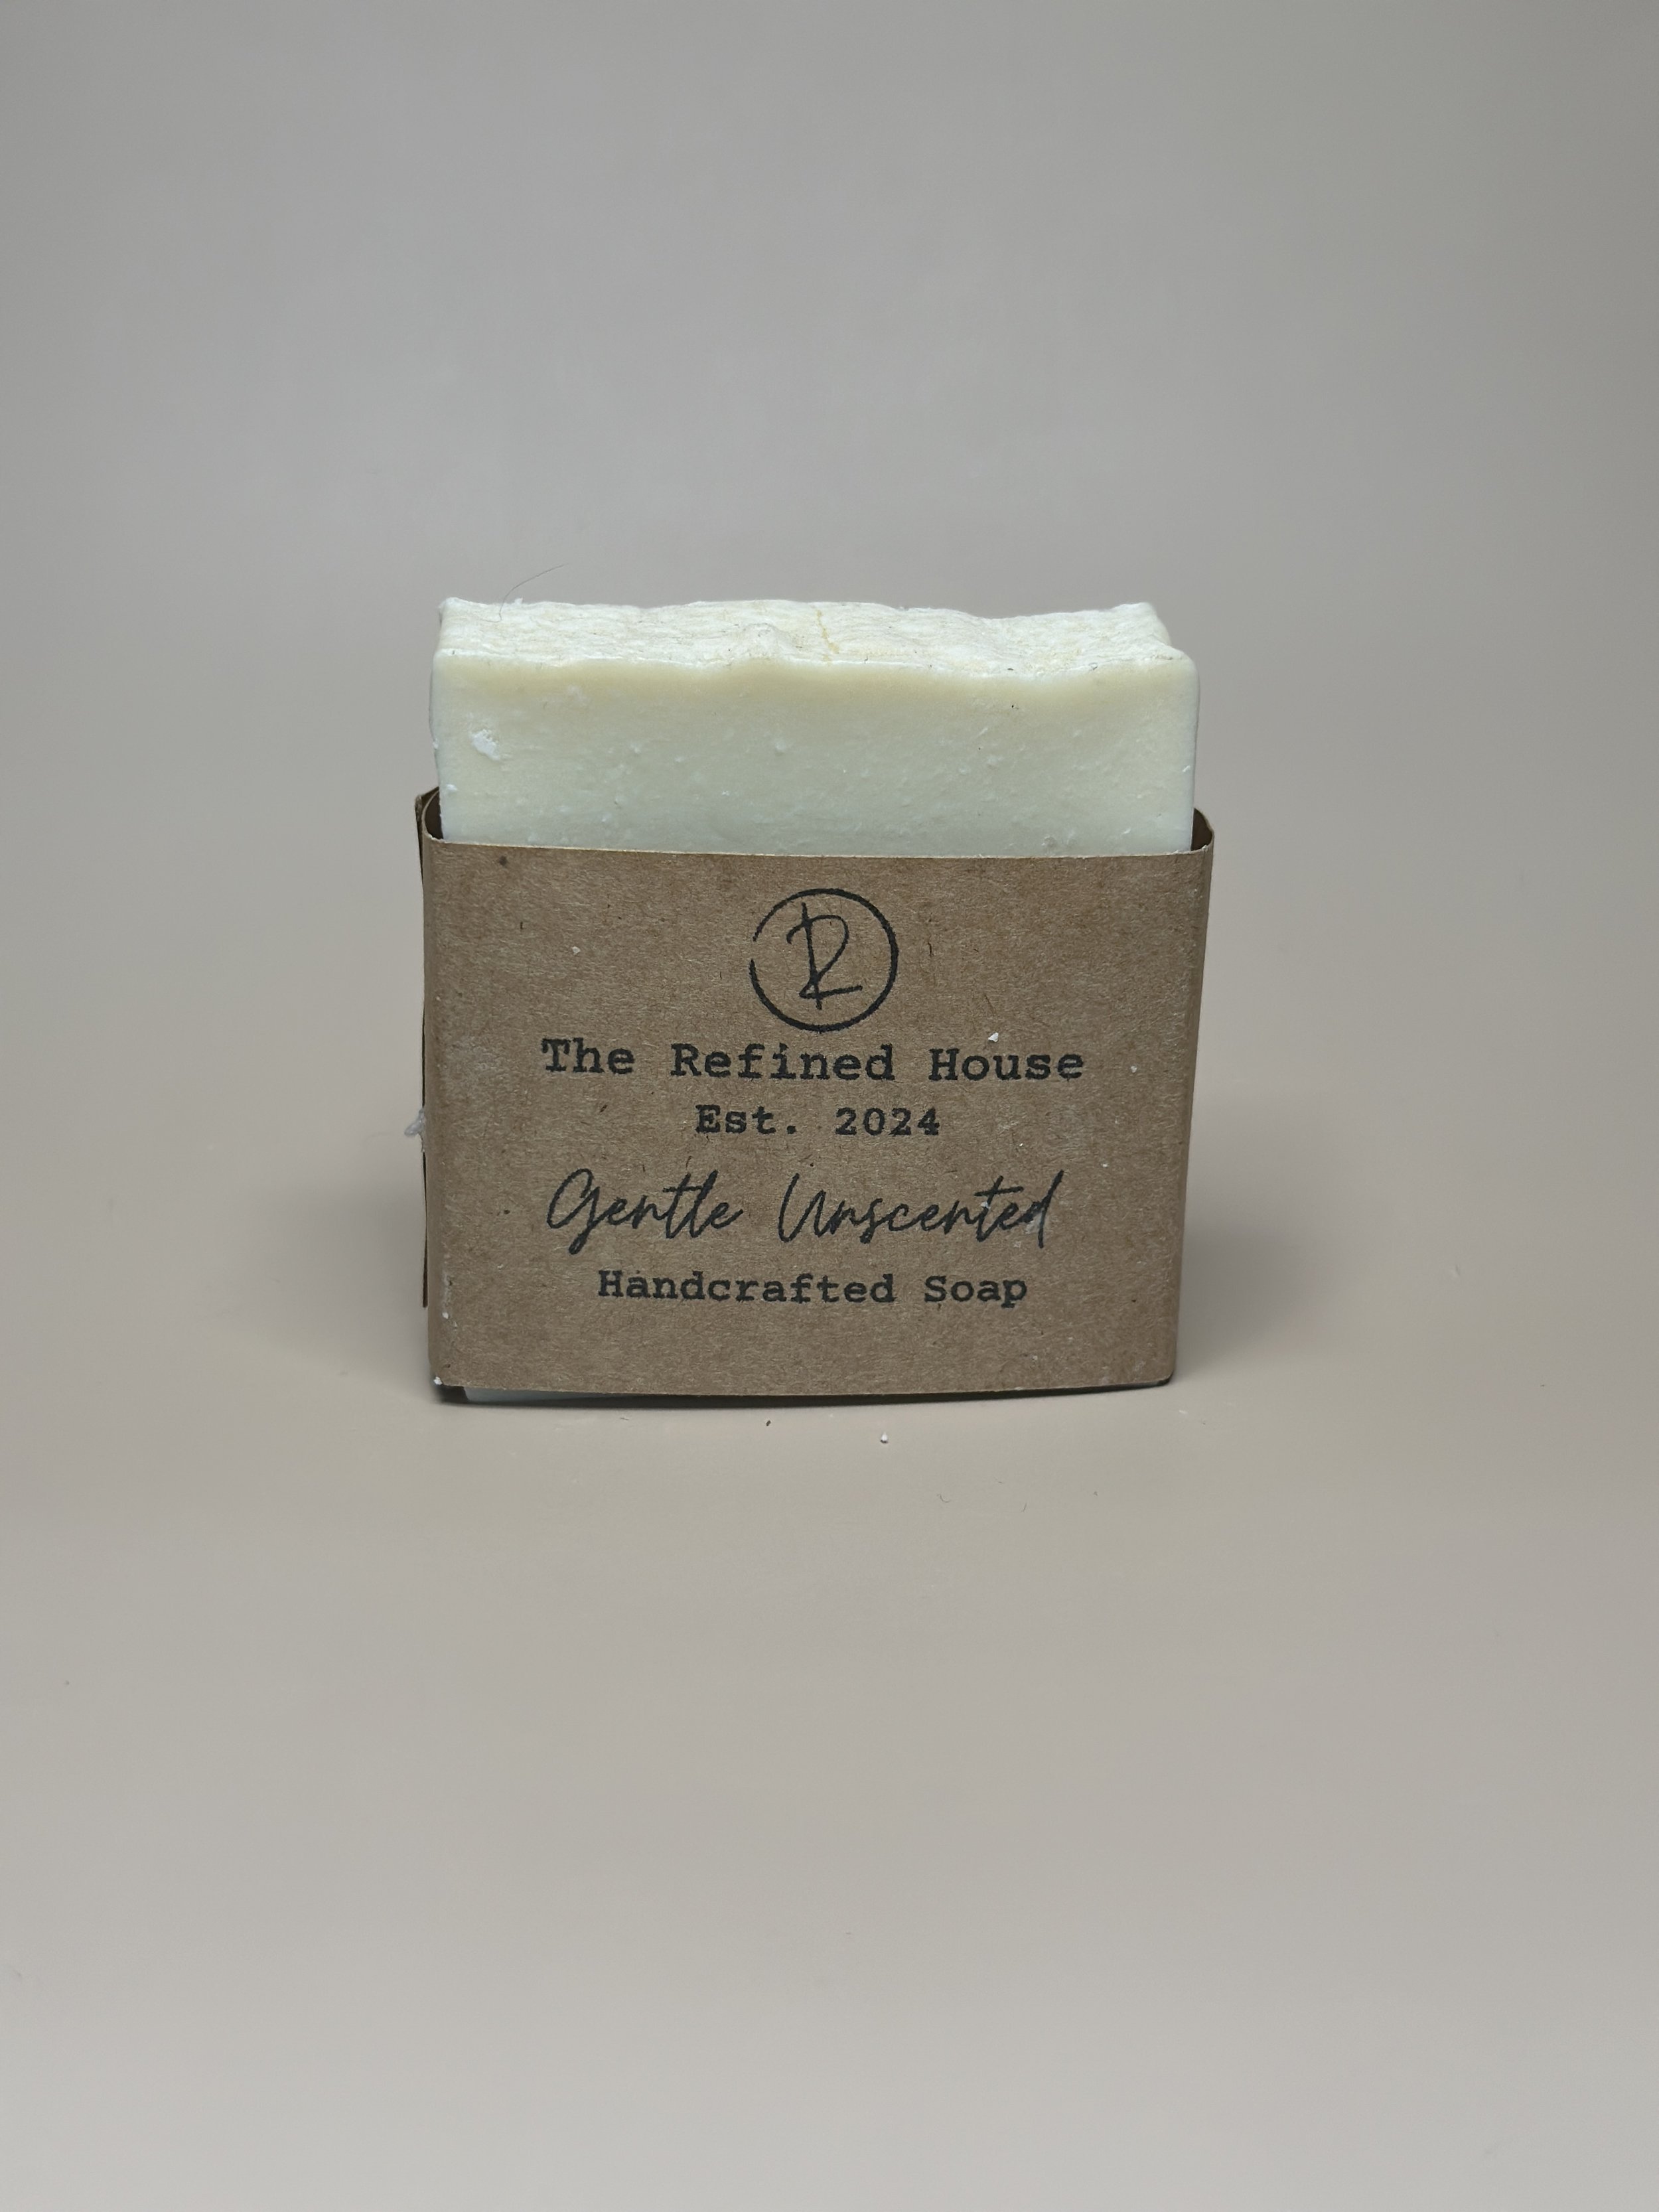 R
The Refined House
Est. 2024
Gentle Unscented
Handcrafted Soap